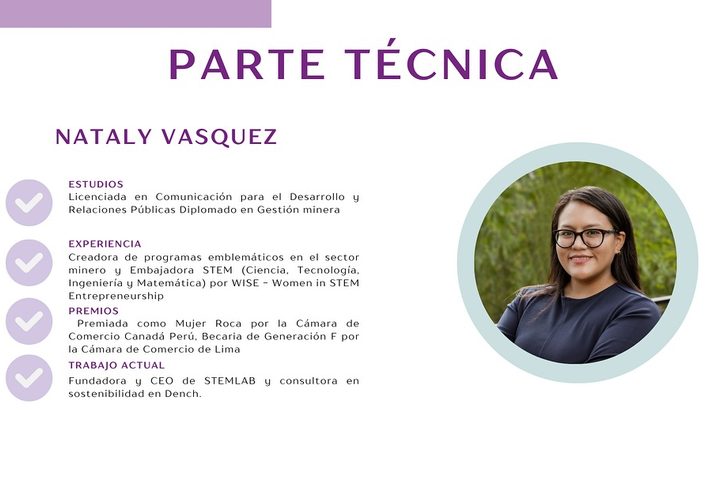 PARTE TÉCNICA
NATALY VASQUEZ
ESTUDIOS
Licenciada en Comunicación para el Desarrollo y
Relaciones Públicas Diplomado en Gestión minera
EXPERIENCIA
Creadora de programas emblemáticos en el sector
minero y Embajadora STEM (Ciencia, Tecnología,
Ingeniería y Matemática) por WISE - Women in STEM
Entrepreneurship
PREMIOS
Premiada como Mujer Roca por la Cámara de
Comercio Canadá Perú, Becaria de Generación F por
la Cámara de Comercio de Lima
TRABAJO ACTUAL
Fundadora y CEO de STEMLAB y consultora en
sostenibilidad en Dench.